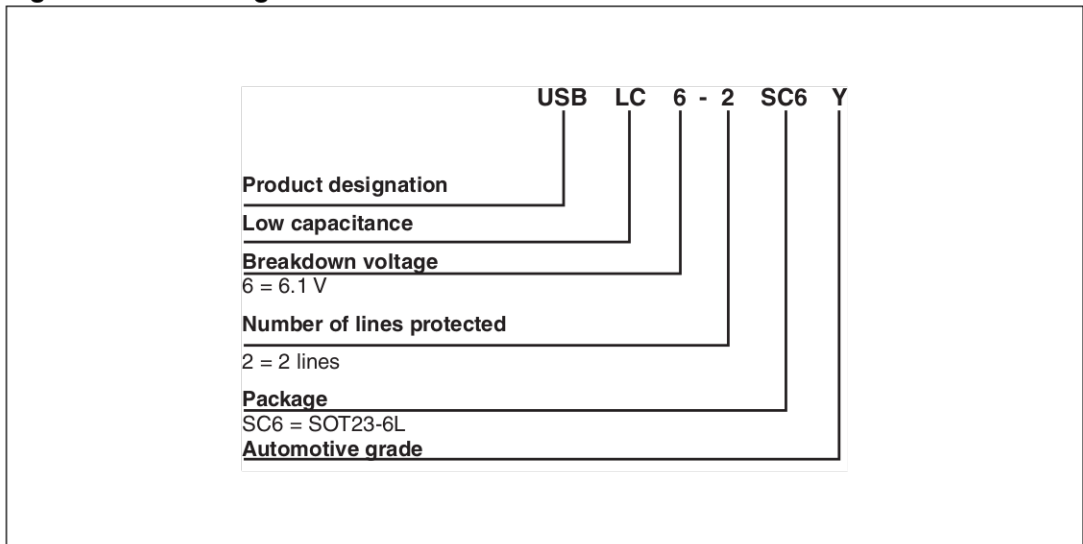 USB LC 6 - 2 SC6 Y
Product designation
Low capacitance
Breakdown voltage
6 = 6.1 V
Number of lines protected
2 = 2 lines
Package
SC6 = SOT23-6L
Automotive grade